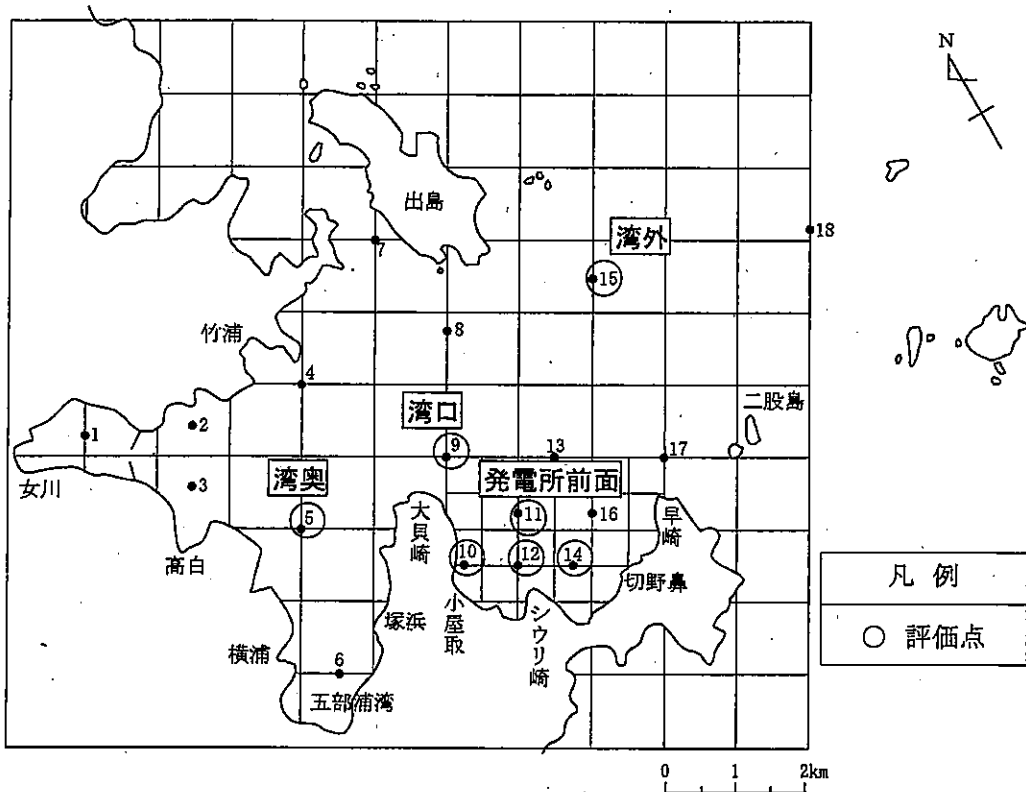 N
出島
湾外
18
7
15
竹浦
8
4
二股島
湾口
1
2
9
13
17
女川
3
湾奥
発電所前面
5
大貝崎
11
16
早崎
高白
10
12
14
切野鼻
凡例
塚浜
小屋取
シウリ崎
○ 評価点
横浦
6
五部浦湾
0 1 2km